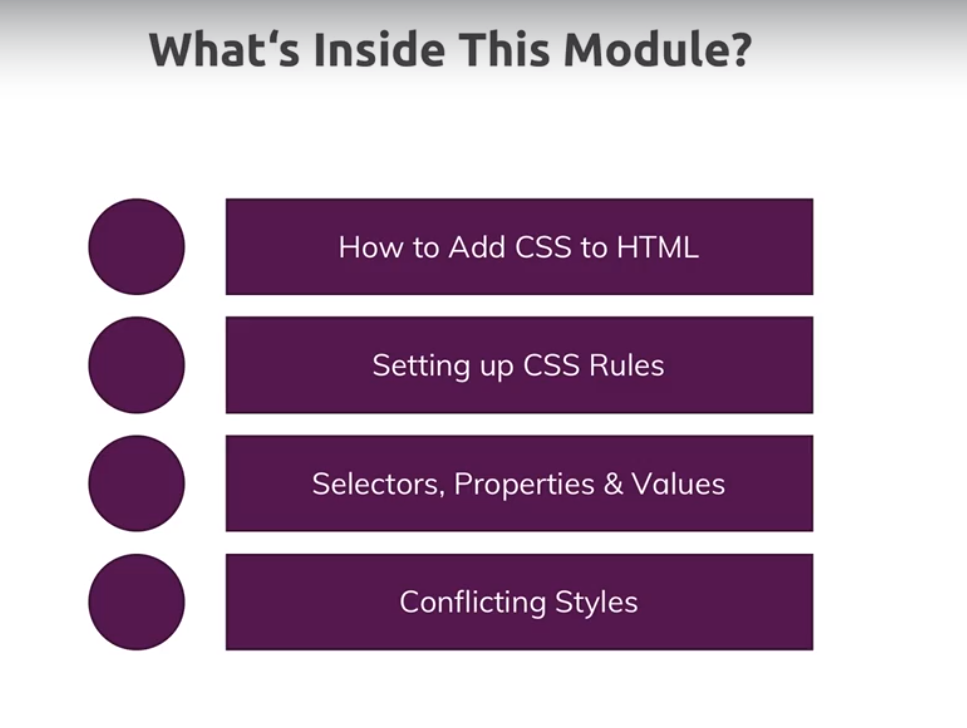 What‘s Inside This Module?
How to Add CSS to HTML
Setting up CSS Rules
Selectors, Properties & Values
Conflicting Styles